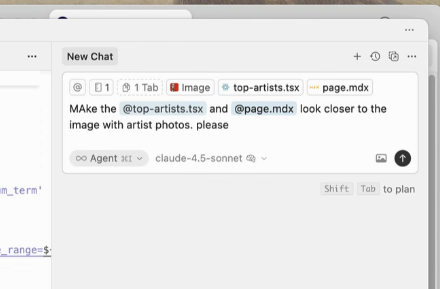 New Chat
@ 1 1 Tab Image top-artists.tsx page.mdx
MAke the @top-artists.tsx and @page.mdx look closer to the
image with artist photos. please
Agent ⌘I claude-4.5-sonnet
Shift Tab to plan
m_term'
e_range=$